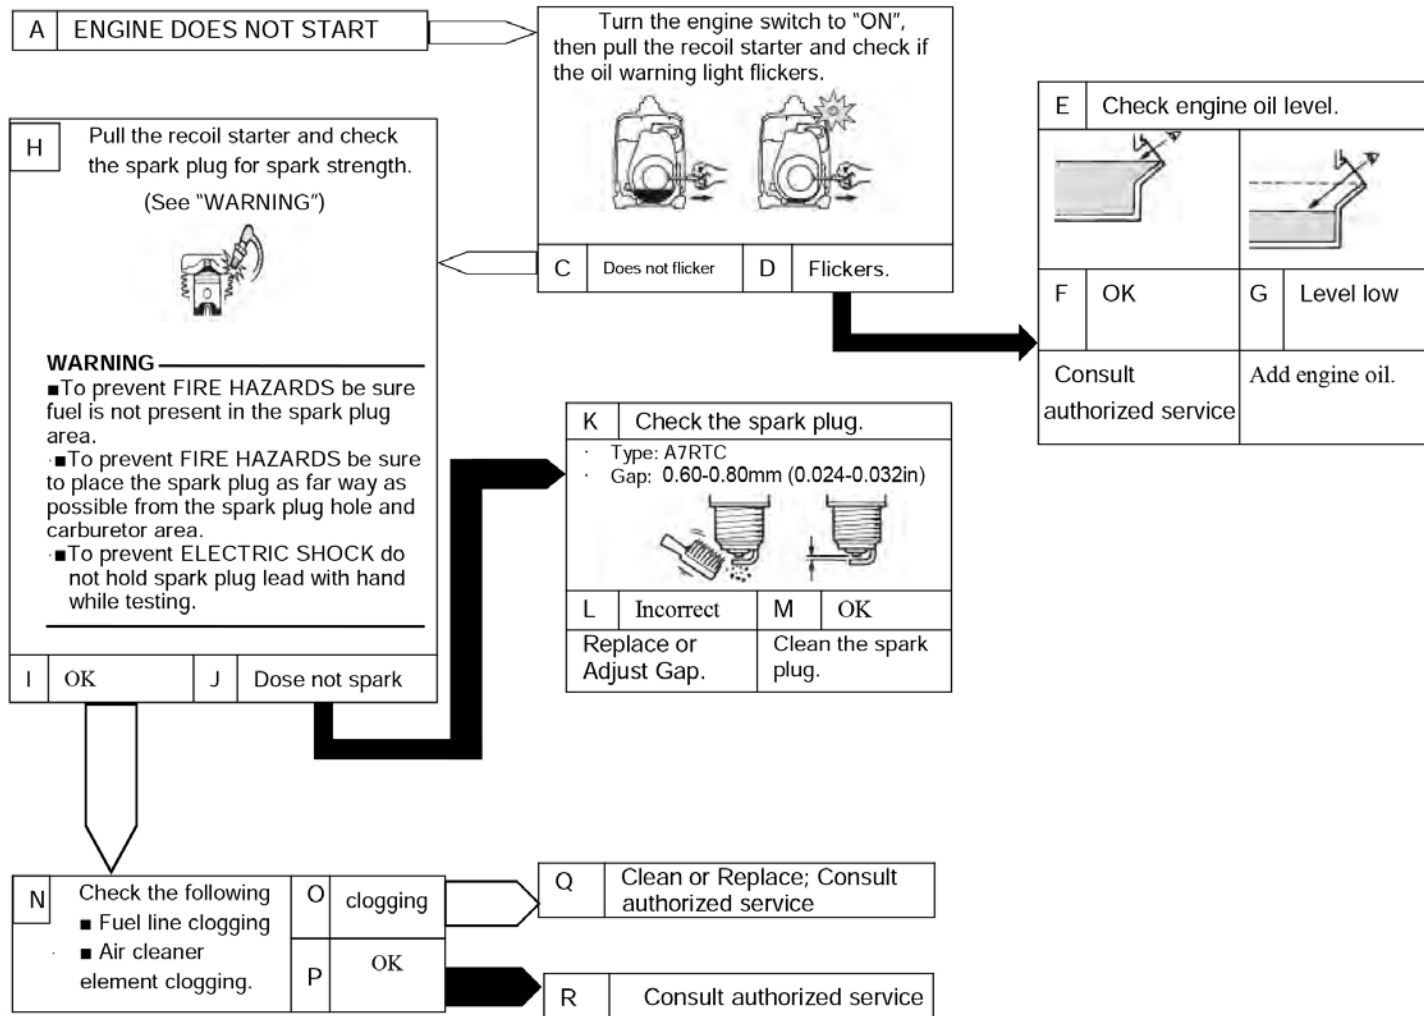 A ENGINE DOES NOT START
Turn the engine switch to “ON”,
then pull the recoil starter and check if
the oil warning light flickers.
C Does not flicker D Flickers.
E Check engine oil level.
F OK G Level low
Consult
authorized service
Add engine oil.
H Pull the recoil starter and check
the spark plug for spark strength.
(See “WARNING”)
WARNING
■To prevent FIRE HAZARDS be sure
fuel is not present in the spark plug
area.
·■To prevent FIRE HAZARDS be sure
to place the spark plug as far way as
possible from the spark plug hole and
carburetor area.
·■To prevent ELECTRIC SHOCK do
not hold spark plug lead with hand
while testing.
I OK J Dose not spark
K Check the spark plug.
· Type: A7RTC
· Gap: 0.60-0.80mm (0.024-0.032in)
L Incorrect M OK
Replace or
Adjust Gap.
Clean the spark
plug.
N Check the following
■ Fuel line clogging
· ■ Air cleaner
element clogging.
O clogging
P OK
Q Clean or Replace; Consult
authorized service
R Consult authorized service